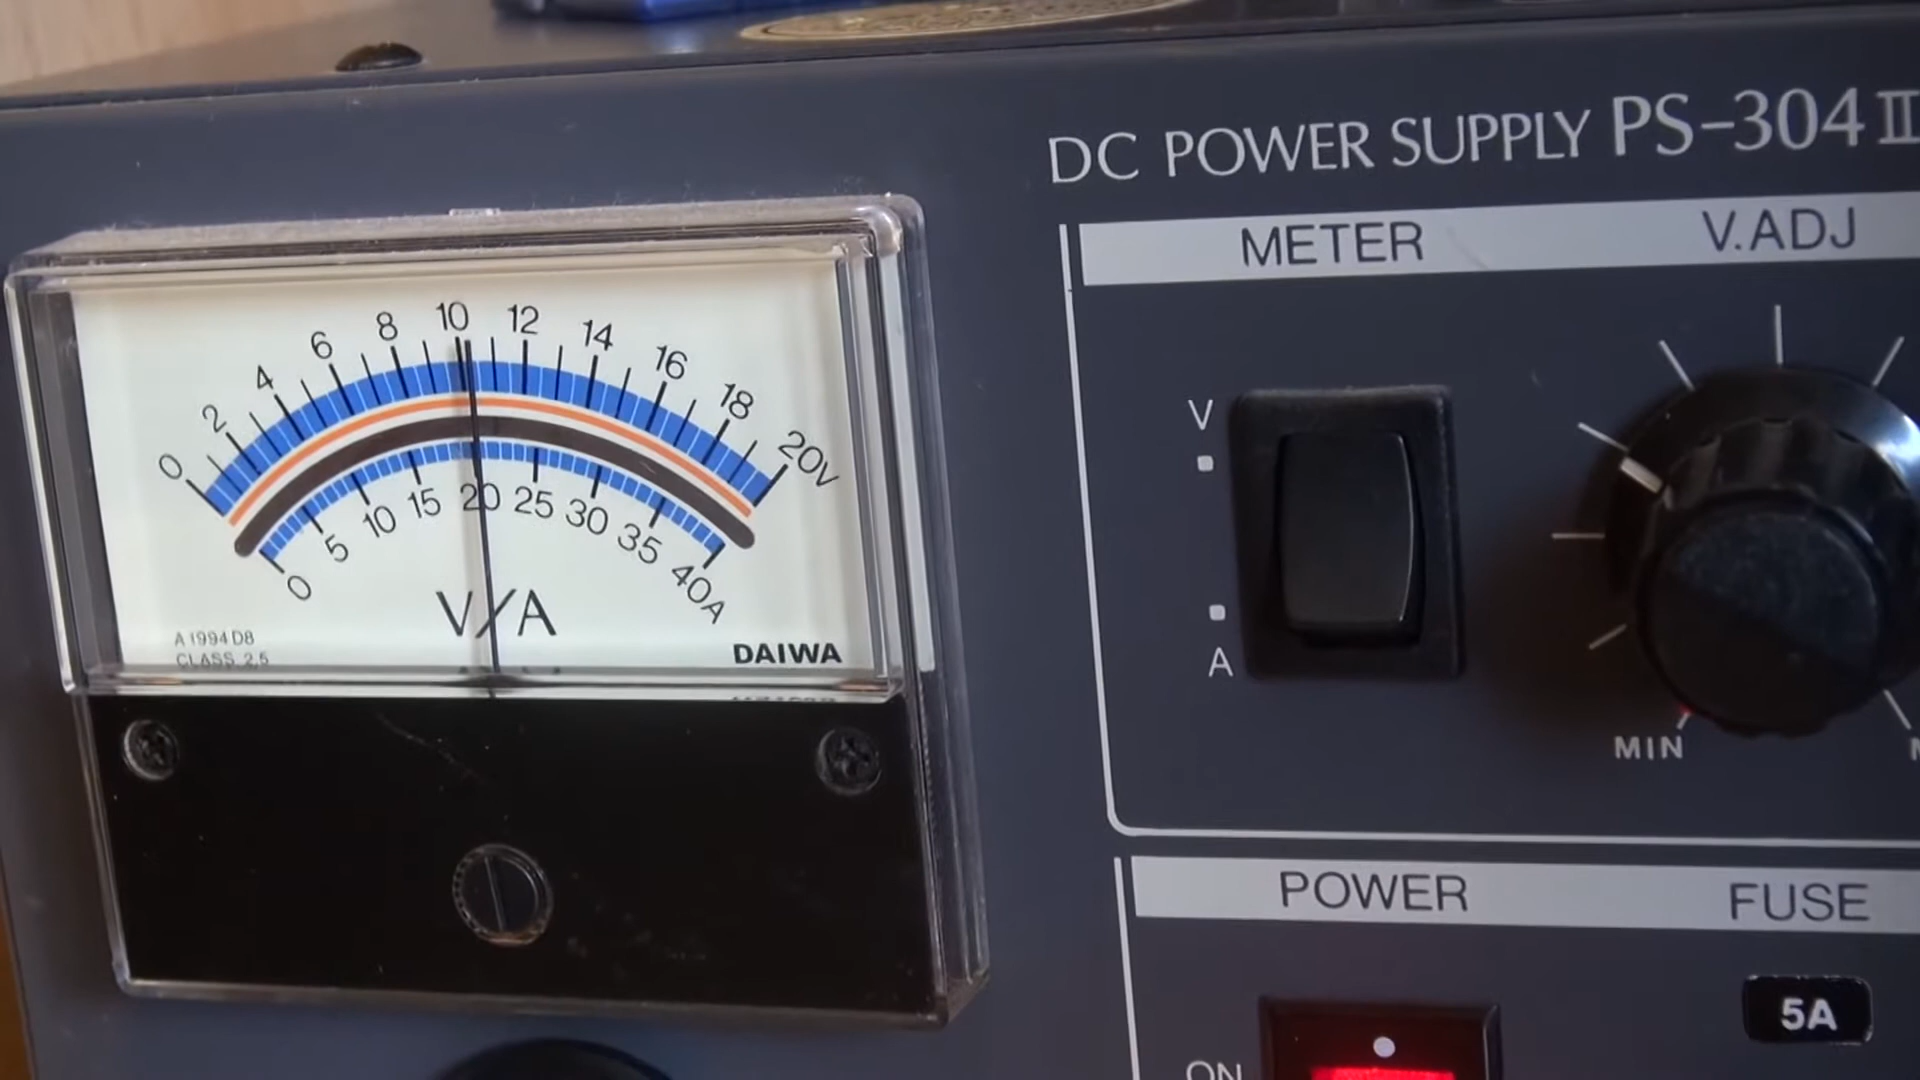 DC POWER SUPPLY PS-304 III
METER V.ADJ
0 2 4 6 8 10 12 14 16 18 20V
0 5 10 15 20 25 30 35 40A
V/A
A 1994 D8
CLASS 2,5
DAIWA
V
A
MIN
POWER FUSE
5A
ON